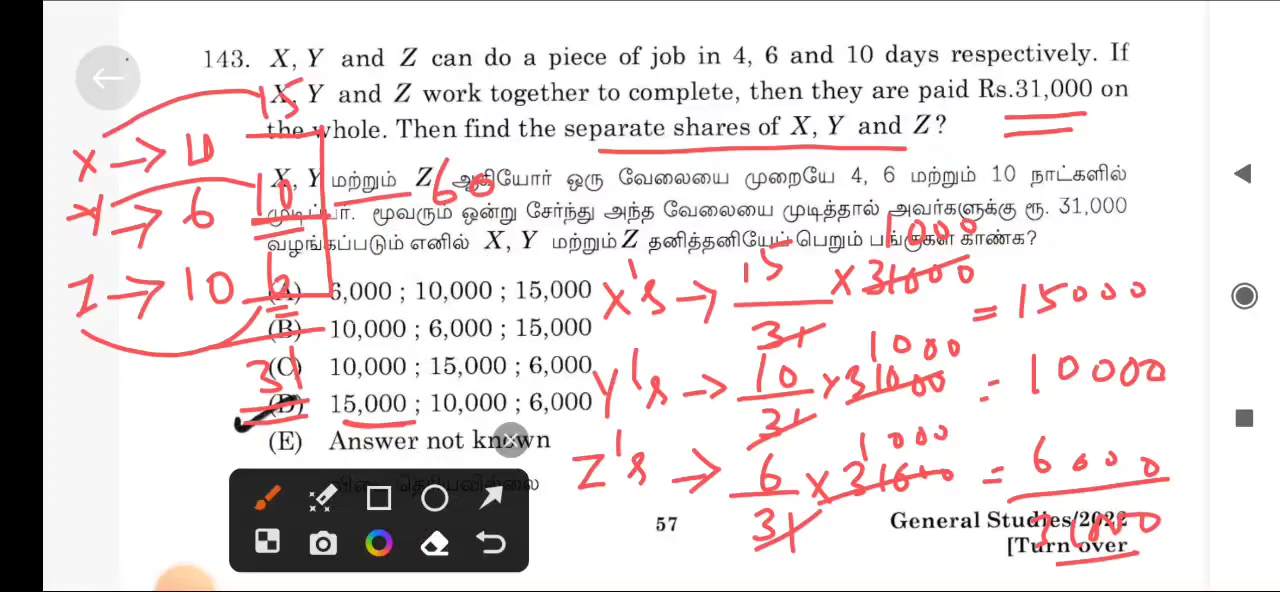 143. X, Y and Z can do a piece of job in 4, 6 and 10 days respectively. If
X, Y and Z work together to complete, then they are paid Rs.31,000 on
the whole. Then find the separate shares of X, Y and Z?
X, Y மற்றும் Z ஆகியோர் ஒரு வேலையை முறையே 4, 6 மற்றும் 10 நாட்களில்
முடிப்பர். மூவரும் ஒன்று சேர்ந்து அந்த வேலையை முடித்தால் அவர்களுக்கு ரூ. 31,000
வழங்கப்படும் எனில் X, Y மற்றும் Z தனித்தனியே பெறும் பங்குகள் காண்க?
(A) 6,000 ; 10,000 ; 15,000
(B) 10,000 ; 6,000 ; 15,000
(C) 10,000 ; 15,000 ; 6,000
(D) 15,000 ; 10,000 ; 6,000
(E) Answer not known
விடை தெரியவில்லை
57
General Studies/2022
[Turn over
X → 4 15
Y → 6 10 60
Z → 10 6
31
X's → 15/31 × 31000 1000 = 15000
Y's → 10/31 × 31000 1000 = 10000
Z's → 6/31 × 31000 1000 = 6000
31000